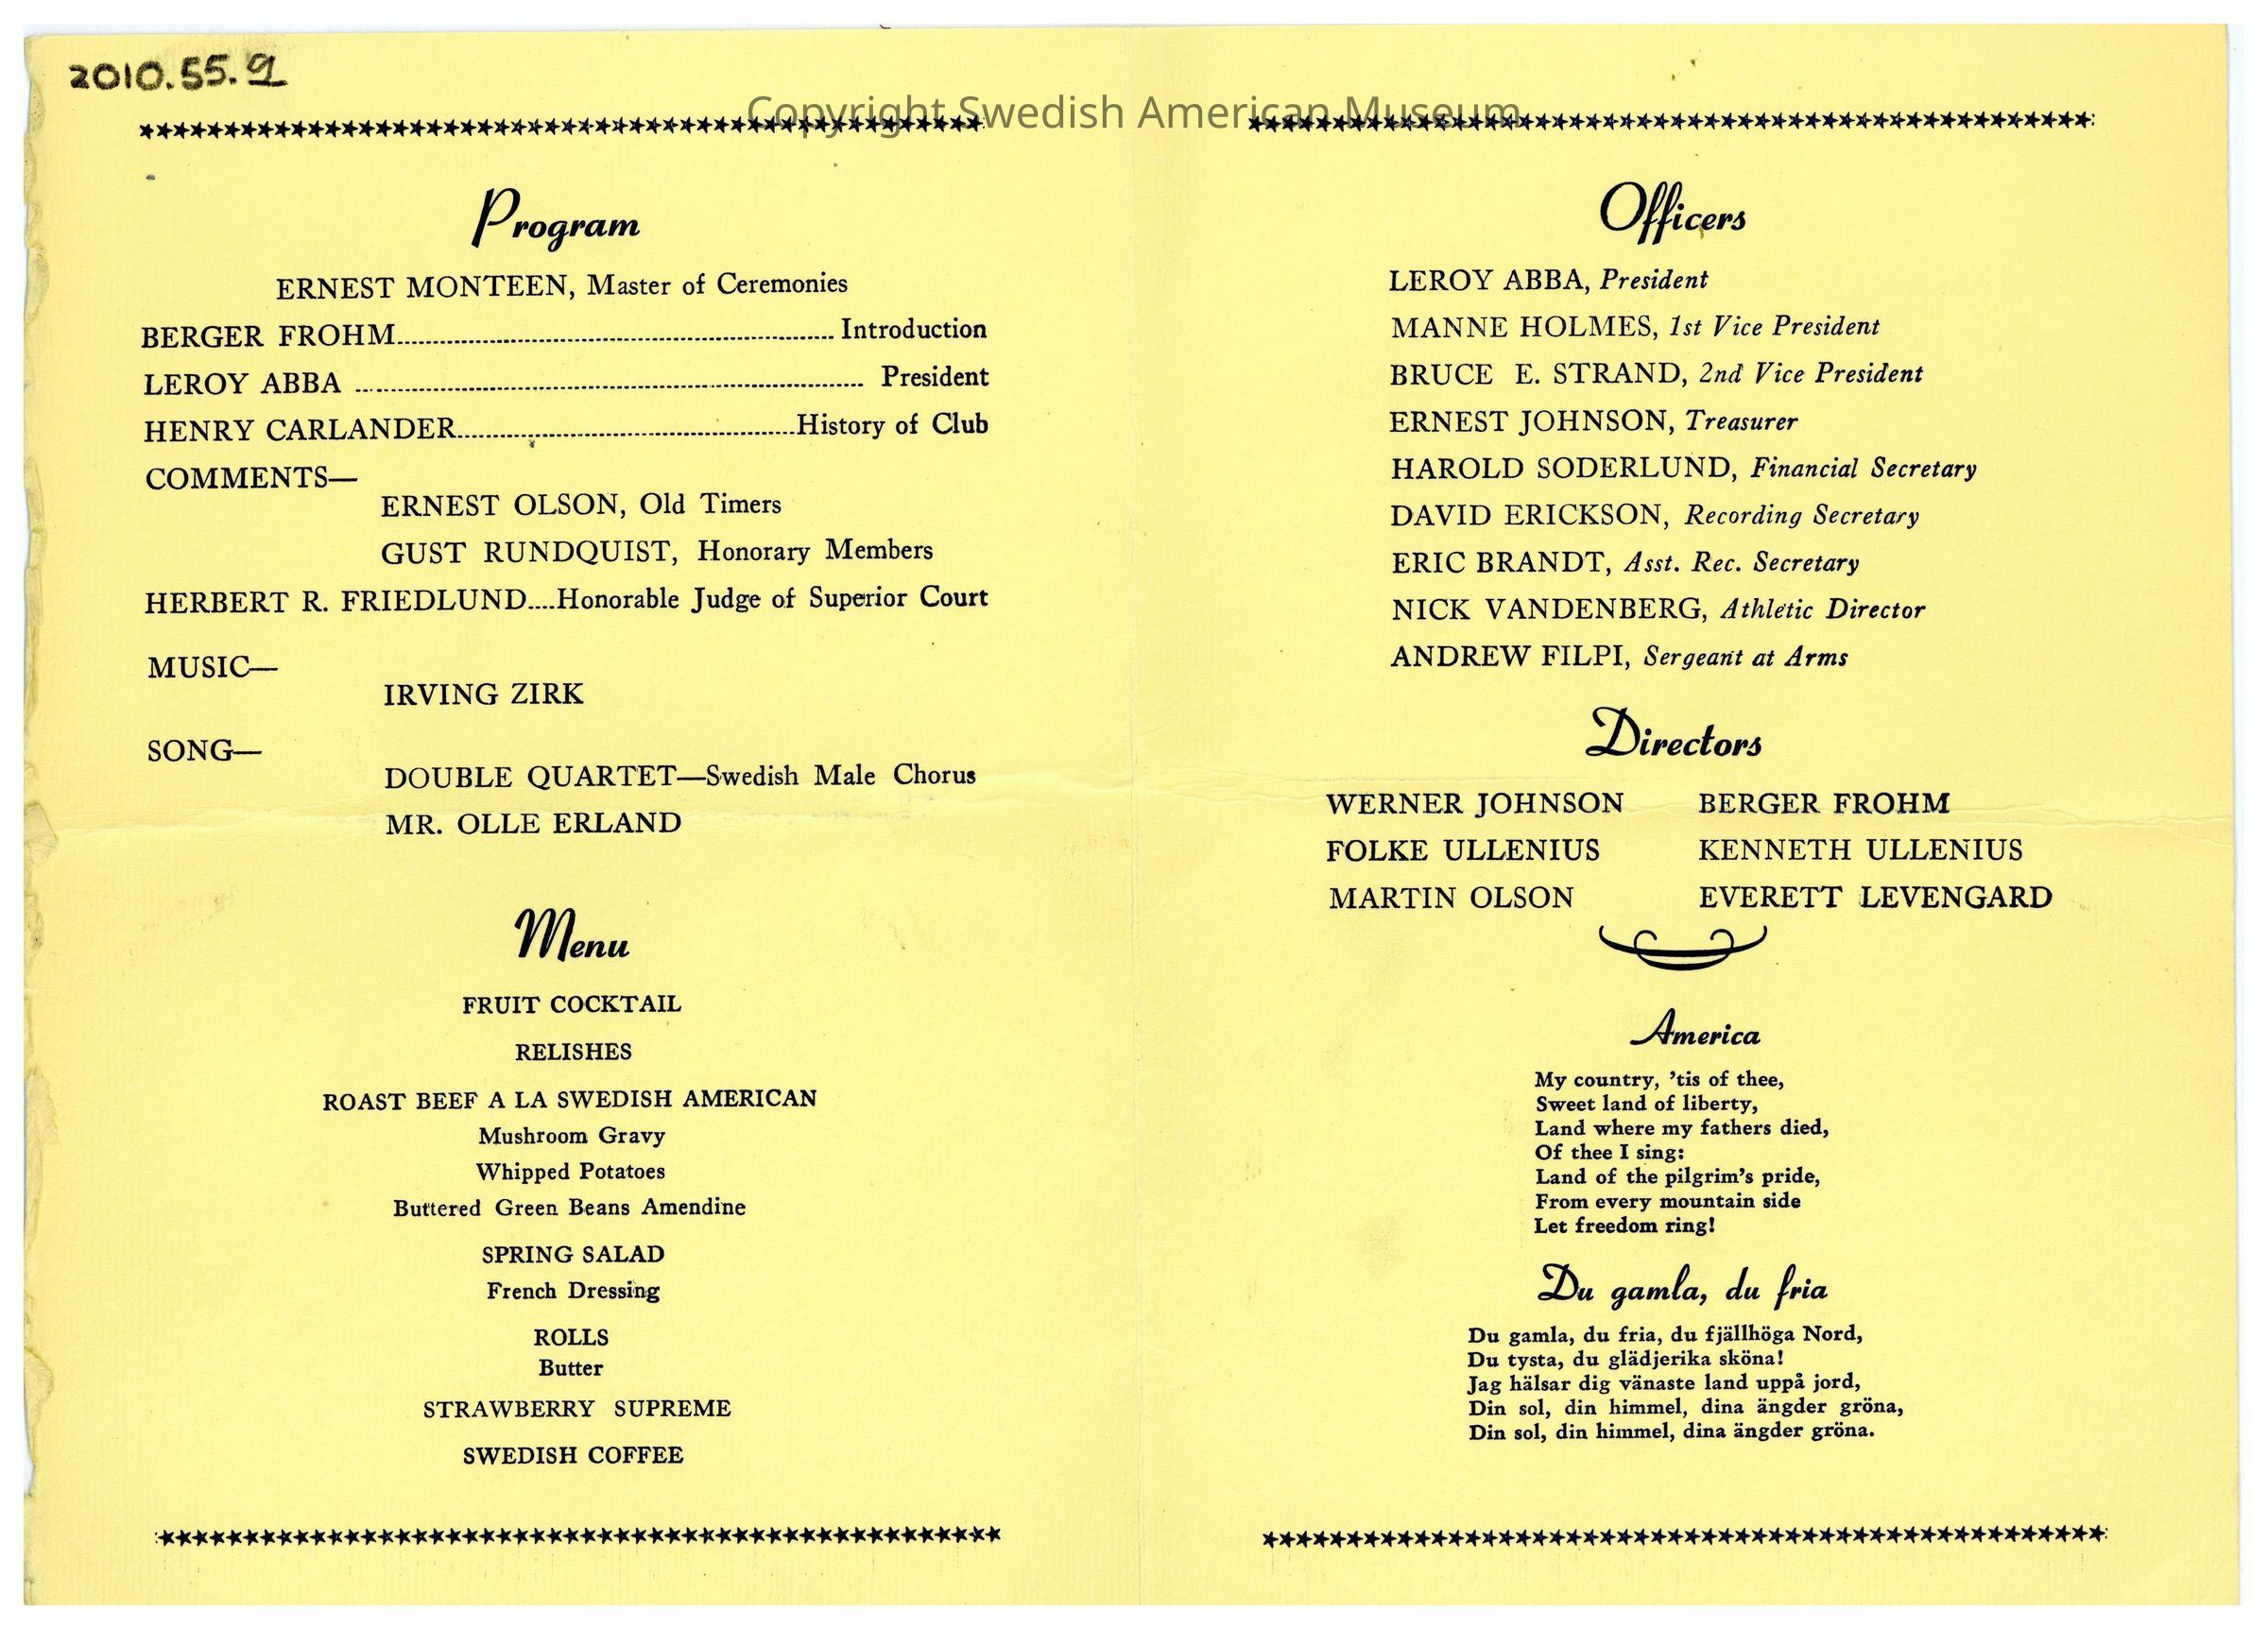 2010.55.9
Copyright Swedish American Museum
Program
ERNEST MONTEEN, Master of Ceremonies
BERGER FROHM.......Introduction
LEROY ABBA.......President
HENRY CARLANDER.......History of Club
COMMENTS—
ERNEST OLSON, Old Timers
GUST RUNDQUIST, Honorary Members
HERBERT R. FRIEDLUND....Honorable Judge of Superior Court
MUSIC—
IRVING ZIRK
SONG—
DOUBLE QUARTET—Swedish Male Chorus
MR. OLLE ERLAND
Menu
FRUIT COCKTAIL
RELISHES
ROAST BEEF A LA SWEDISH AMERICAN
Mushroom Gravy
Whipped Potatoes
Buttered Green Beans Amendine
SPRING SALAD
French Dressing
ROLLS
Butter
STRAWBERRY SUPREME
SWEDISH COFFEE
Officers
LEROY ABBA, President
MANNE HOLMES, 1st Vice President
BRUCE E. STRAND, 2nd Vice President
ERNEST JOHNSON, Treasurer
HAROLD SODERLUND, Financial Secretary
DAVID ERICKSON, Recording Secretary
ERIC BRANDT, Asst. Rec. Secretary
NICK VANDENBERG, Athletic Director
ANDREW FILPI, Sergeant at Arms
Directors
WERNER JOHNSON BERGER FROHM
FOLKE ULLENIUS KENNETH ULLENIUS
MARTIN OLSON EVERETT LEVENGARD
America
My country, 'tis of thee,
Sweet land of liberty,
Land where my fathers died,
Of thee I sing:
Land of the pilgrim's pride,
From every mountain side
Let freedom ring!
Du gamla, du fria
Du gamla, du fria, du fjällhöga Nord,
Du tysta, du glädjerika sköna!
Jag hälsar dig vänaste land uppå jord,
Din sol, din himmel, dina ängder gröna,
Din sol, din himmel, dina ängder gröna.